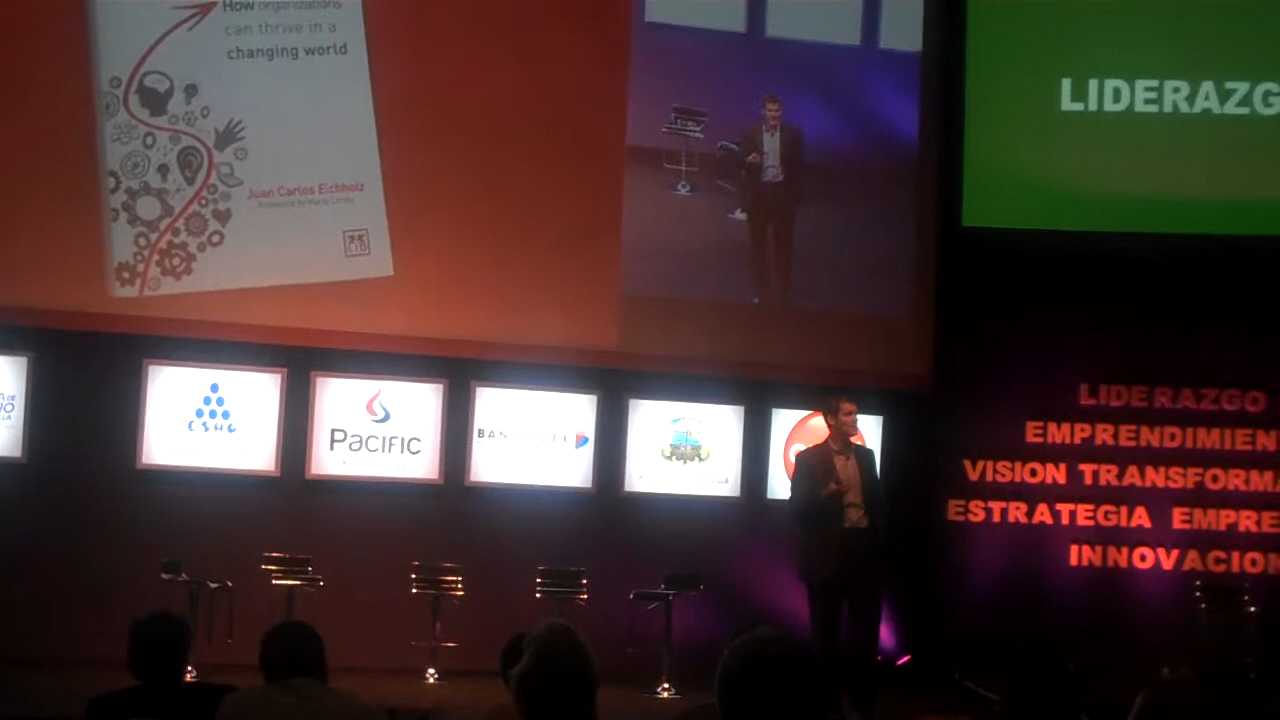 How organizations
can thrive in a
changing world
Juan Carlos Eichholz
LID
LIDERAZG
PACIFIC
LIDERAZGO
EMPRENDIMIEN
VISION TRANSFORMA
ESTRATEGIA EMPRE
INNOVACION